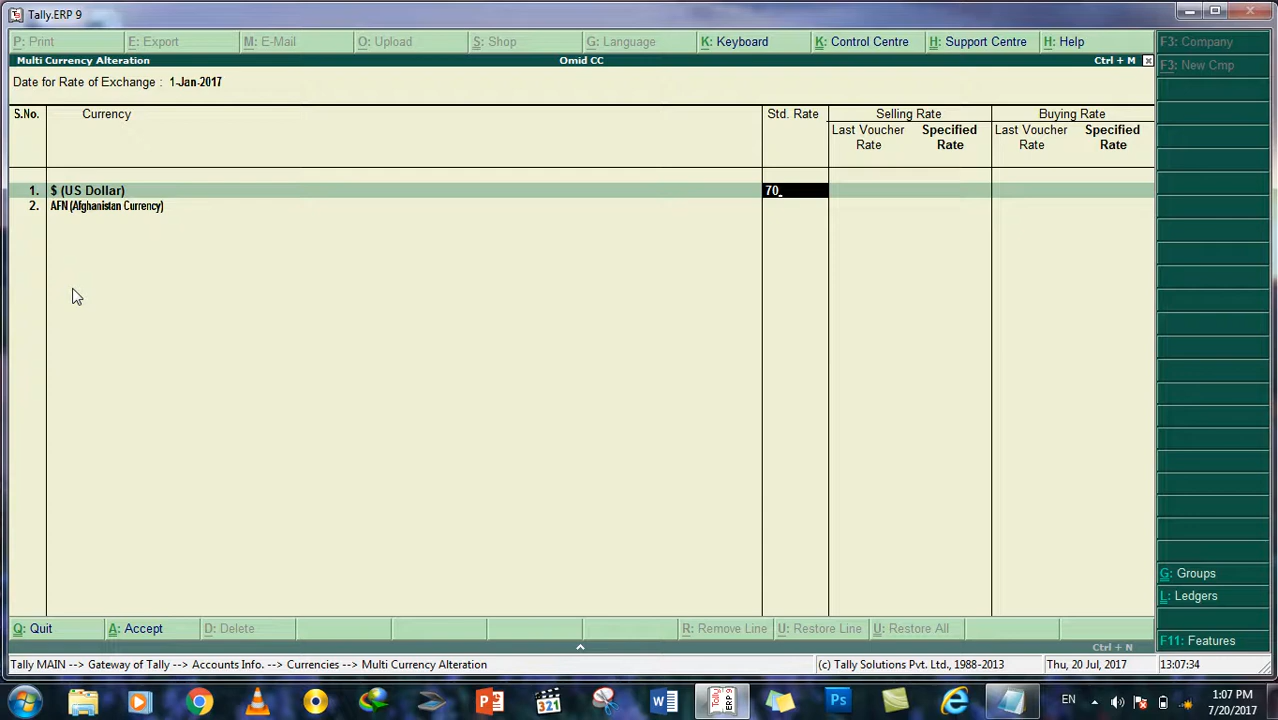 Tally.ERP 9
P: Print E: Export M: E-Mail O: Upload S: Shop G: Language K: Keyboard K: Control Centre H: Support Centre H: Help
F3: Company
F3: New Cmp
Multi Currency Alteration Omid CC Ctrl + M
Date for Rate of Exchange : 1-Jan-2017
S.No. Currency Std. Rate Selling Rate Buying Rate
Last Voucher Specified Last Voucher Specified
Rate Rate Rate Rate
1. $ (US Dollar) 70
2. AFN (Afghanistan Currency)
G: Groups
L: Ledgers
F11: Features
Q: Quit A: Accept D: Delete R: Remove Line U: Restore Line U: Restore All
Ctrl + N
Tally MAIN --> Gateway of Tally --> Accounts Info. --> Currencies --> Multi Currency Alteration (c) Tally Solutions Pvt. Ltd., 1988-2013 Thu, 20 Jul, 2017 13:07:34
321
Tally
ERP 9
Ps
EN
1:07 PM
7/20/2017